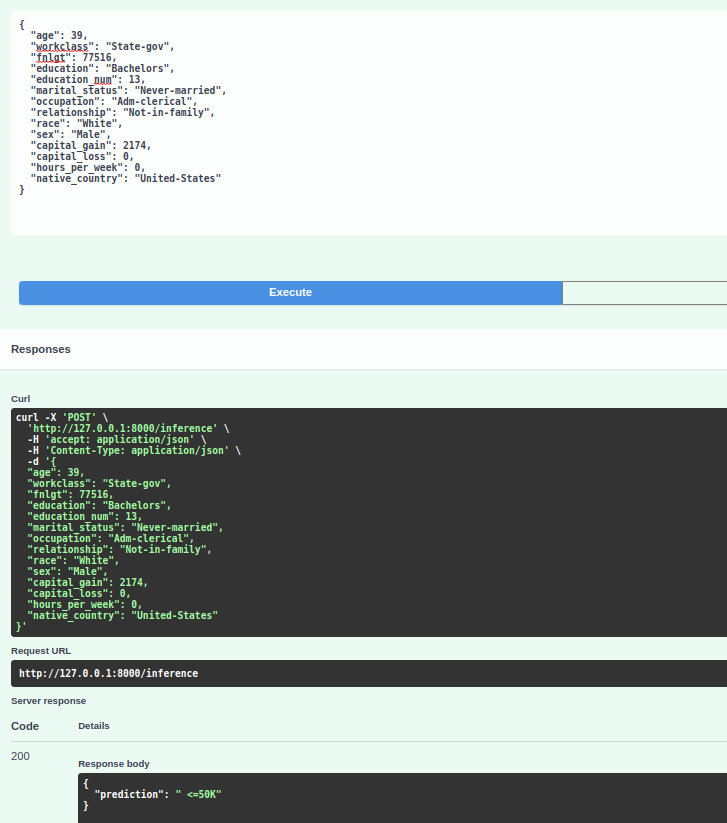 {
  "age": 39,
  "workclass": "State-gov",
  "fnlgt": 77516,
  "education": "Bachelors",
  "education_num": 13,
  "marital_status": "Never-married",
  "occupation": "Adm-clerical",
  "relationship": "Not-in-family",
  "race": "White",
  "sex": "Male",
  "capital_gain": 2174,
  "capital_loss": 0,
  "hours_per_week": 0,
  "native_country": "United-States"
}
Execute
Responses
Curl
curl -X 'POST' \
  'http://127.0.0.1:8000/inference' \
  -H 'accept: application/json' \
  -H 'Content-Type: application/json' \
  -d '{
  "age": 39,
  "workclass": "State-gov",
  "fnlgt": 77516,
  "education": "Bachelors",
  "education_num": 13,
  "marital_status": "Never-married",
  "occupation": "Adm-clerical",
  "relationship": "Not-in-family",
  "race": "White",
  "sex": "Male",
  "capital_gain": 2174,
  "capital_loss": 0,
  "hours_per_week": 0,
  "native_country": "United-States"
}'
Request URL
http://127.0.0.1:8000/inference
Server response
Code Details
200
Response body
{
  "prediction": " <=50K"
}